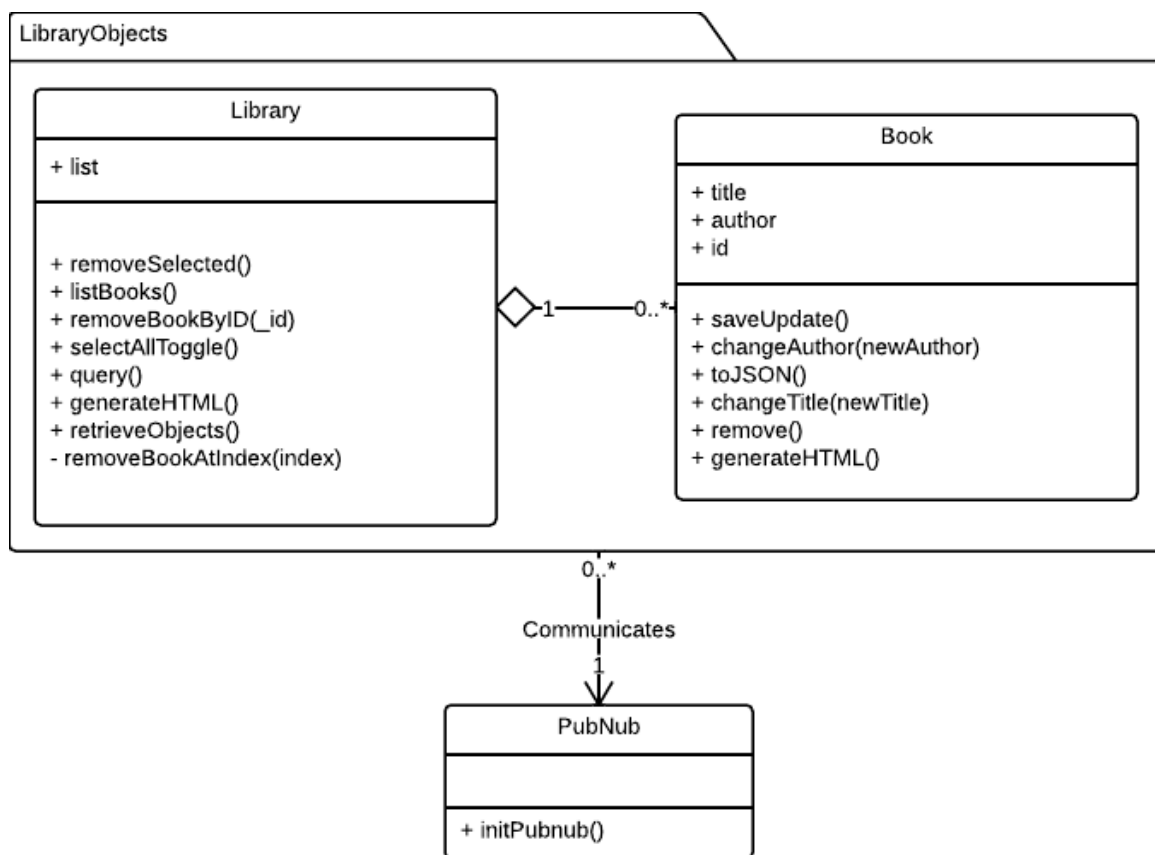 LibraryObjects
Library
+ list
+ removeSelected()
+ listBooks()
+ removeBookByID(_id)
+ selectAllToggle()
+ query()
+ generateHTML()
+ retrieveObjects()
- removeBookAtIndex(index)
1
0..*
Book
+ title
+ author
+ id
+ saveUpdate()
+ changeAuthor(newAuthor)
+ toJSON()
+ changeTitle(newTitle)
+ remove()
+ generateHTML()
0..*
Communicates
1
PubNub
+ initPubnub()